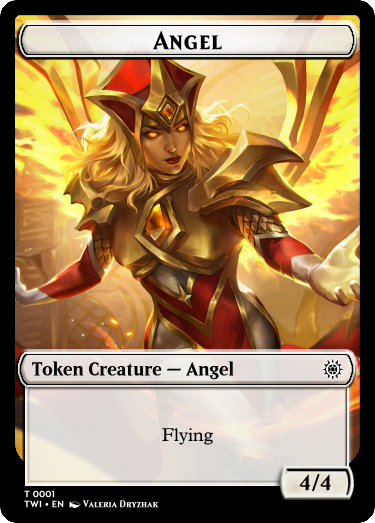 Angel
Token Creature — Angel
Flying
4/4
T 0001
TWI • EN Valeria Dryzhak